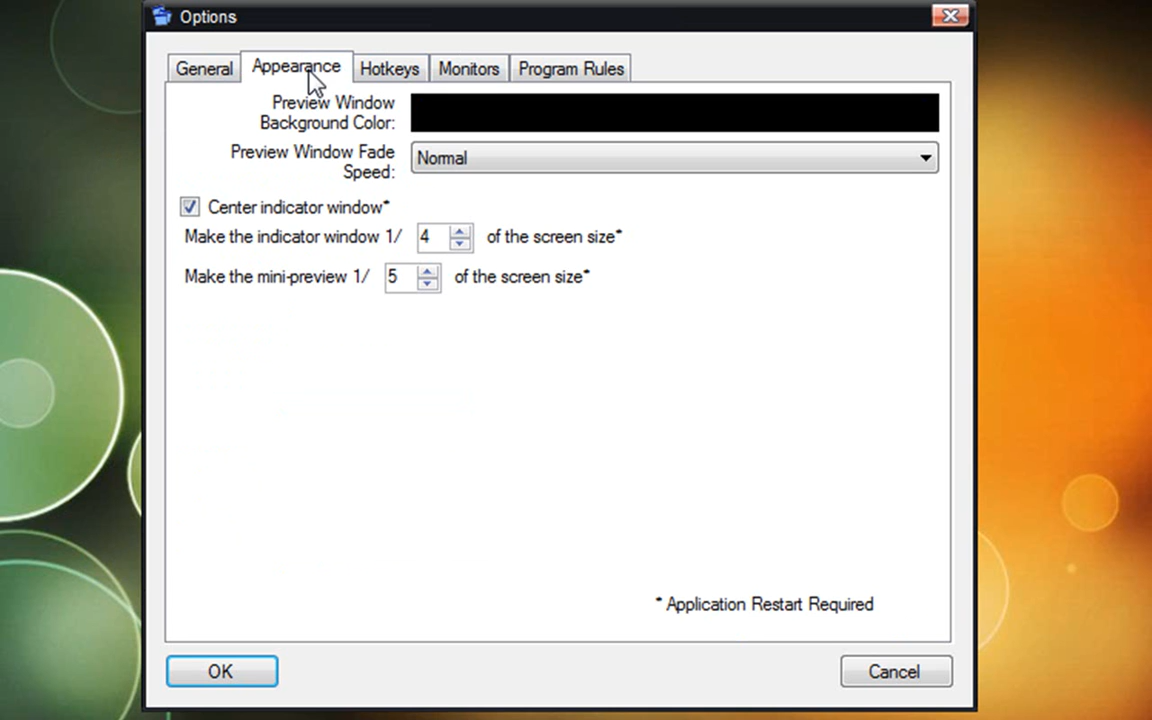 Options
General Appearance Hotkeys Monitors Program Rules
Preview Window
Background Color:
Preview Window Fade
Speed:
Normal
Center indicator window*
Make the indicator window 1/ 4 of the screen size*
Make the mini-preview 1/ 5 of the screen size*
* Application Restart Required
OK Cancel